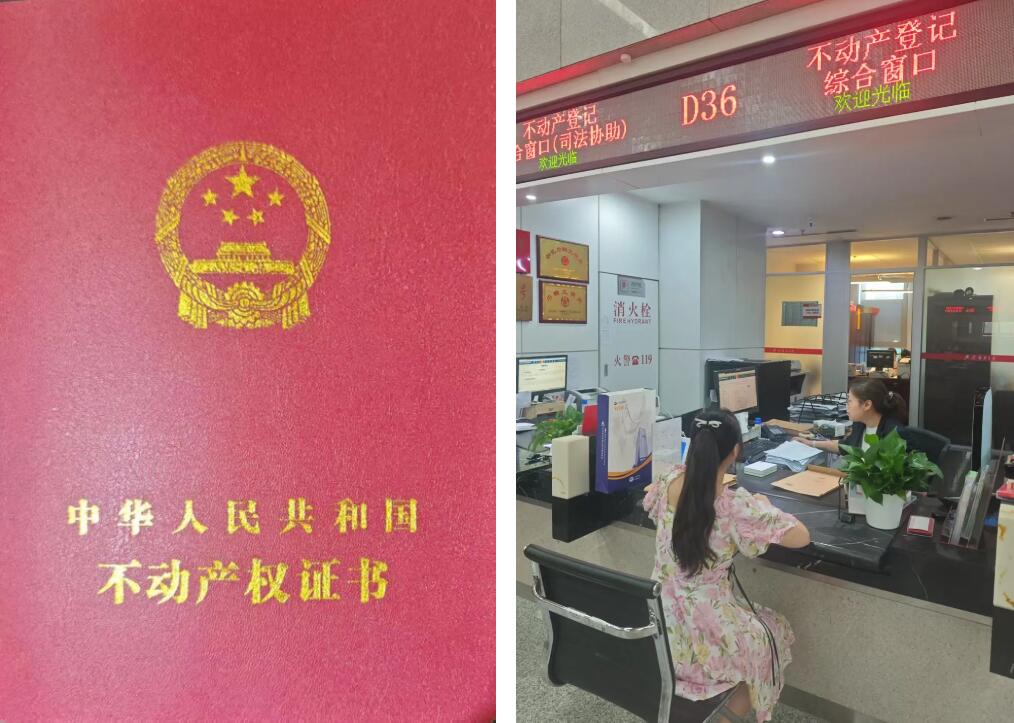 中华人民共和国
不动产权证书
不动产登记
合窗口(司法协助)
欢迎光临
D36
不动产登记
综合窗口
欢迎光临
消火栓
FIRE HYDRANT
火警☎119